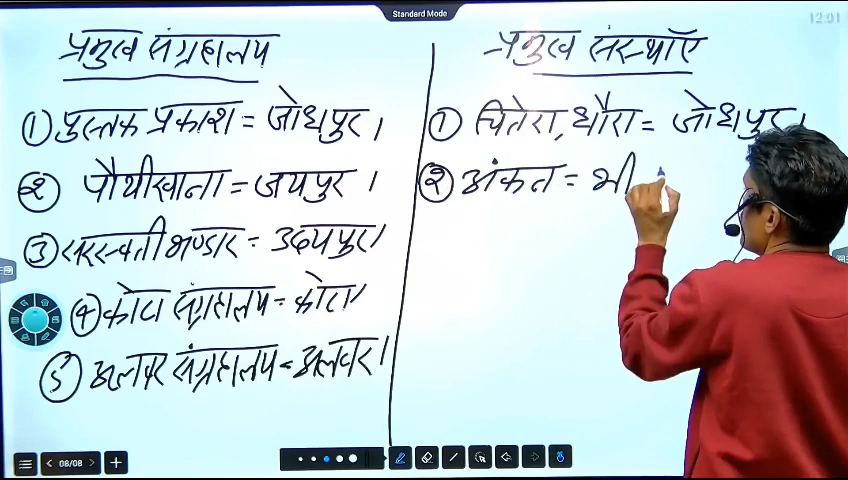 Standard Mode
12:01
प्रमुख संग्रहालय
① पुस्तक प्रकाश = जोधपुर।
② पोथीखाना = जयपुर।
③ सरस्वती भण्डार = उदयपुर।
④ कोटा संग्रहालय = कोटा
⑤ अलवर संग्रहालय = अलवर।
प्रमुख संस्थाएँ
① चितेरा, धौरा = जोधपुर।
② अंकन = भी
08/08